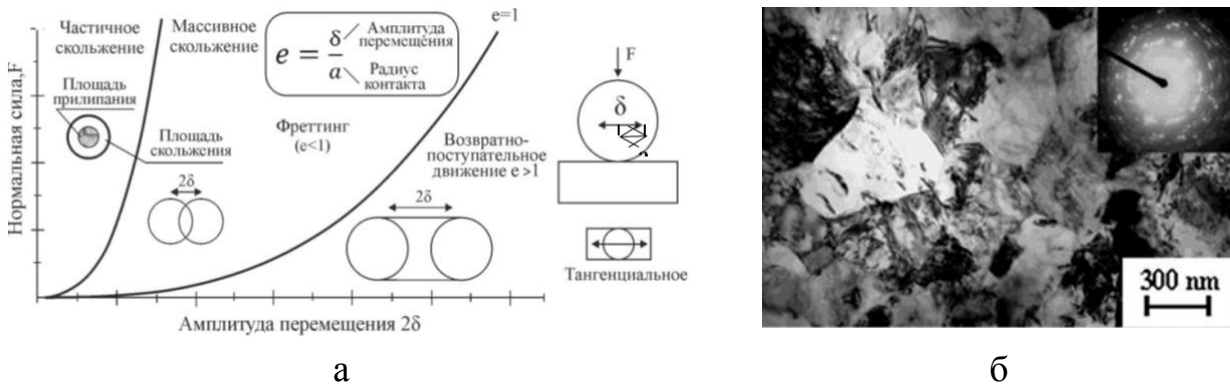 Частичное
скольжение
Массивное
скольжение
e = δ/a
Амплитуда
перемещения
Радиус
контакта
e=1
Нормальная сила,F
Площадь
прилипания
Площадь
скольжения
2δ
Фреттинг
(e<1)
Возвратно-
поступательное
движение e >1
2δ
F
δ
Тангенциальное
Амплитуда перемещения 2δ
300 nm
а
б